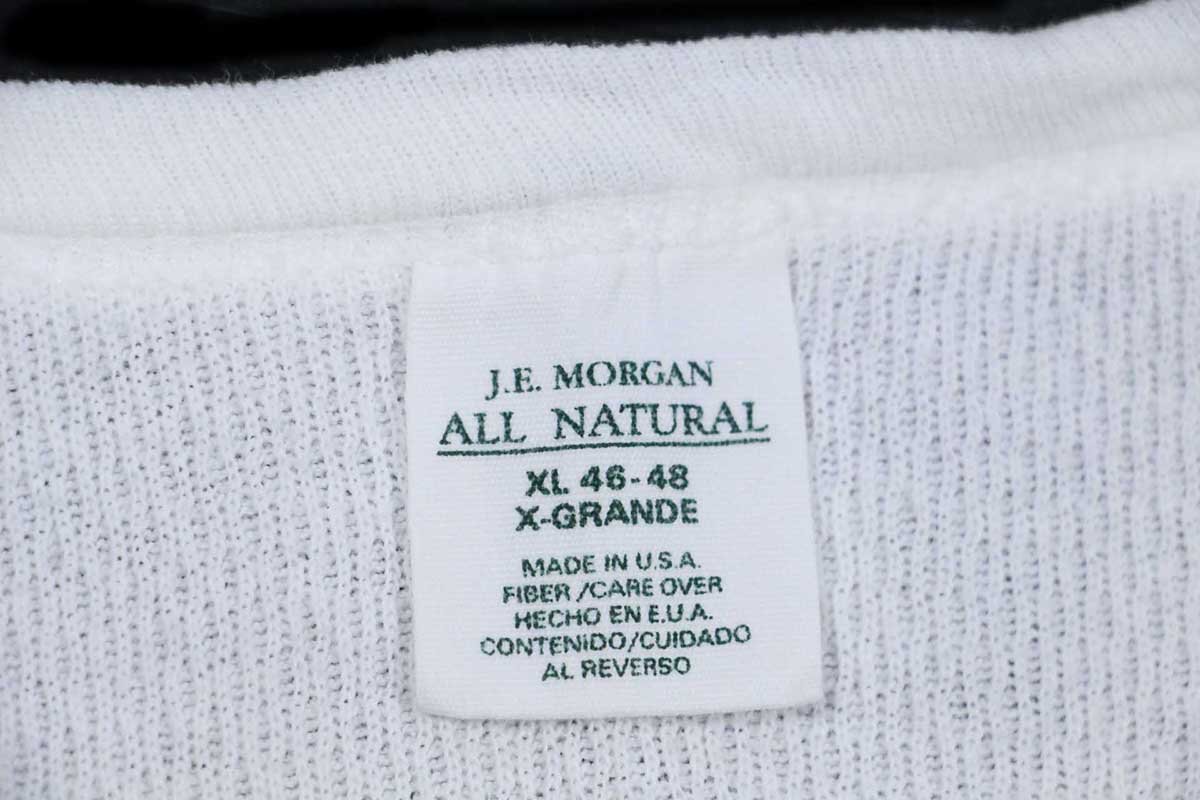 J.E. MORGAN
ALL NATURAL
XL 46-48
X-GRANDE
MADE IN U.S.A.
FIBER /CARE OVER
HECHO EN E.U.A.
CONTENIDO/CUIDADO
AL REVERSO